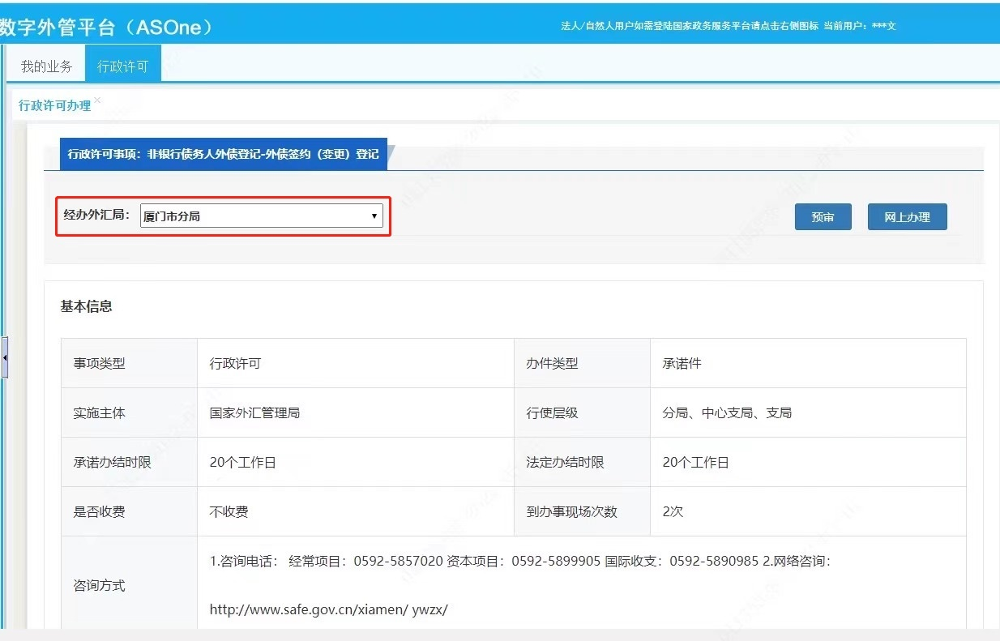 数字外管平台（ASOne）
法人/自然人用户如需登陆国家政务服务平台请点击右侧图标 当前用户：***文
我的业务 行政许可
行政许可办理
行政许可事项：非银行债务人外债登记-外债签约（变更）登记
经办外汇局： 厦门市分局 预审 网上办理
基本信息
事项类型 行政许可 办件类型 承诺件
实施主体 国家外汇管理局 行使层级 分局、中心支局、支局
承诺办结时限 20个工作日 法定办结时限 20个工作日
是否收费 不收费 到办事现场次数 2次
咨询方式 1.咨询电话： 经常项目：0592-5857020 资本项目：0592-5899905 国际收支：0592-5890985 2.网络咨询：
http://www.safe.gov.cn/xiamen/ ywzx/